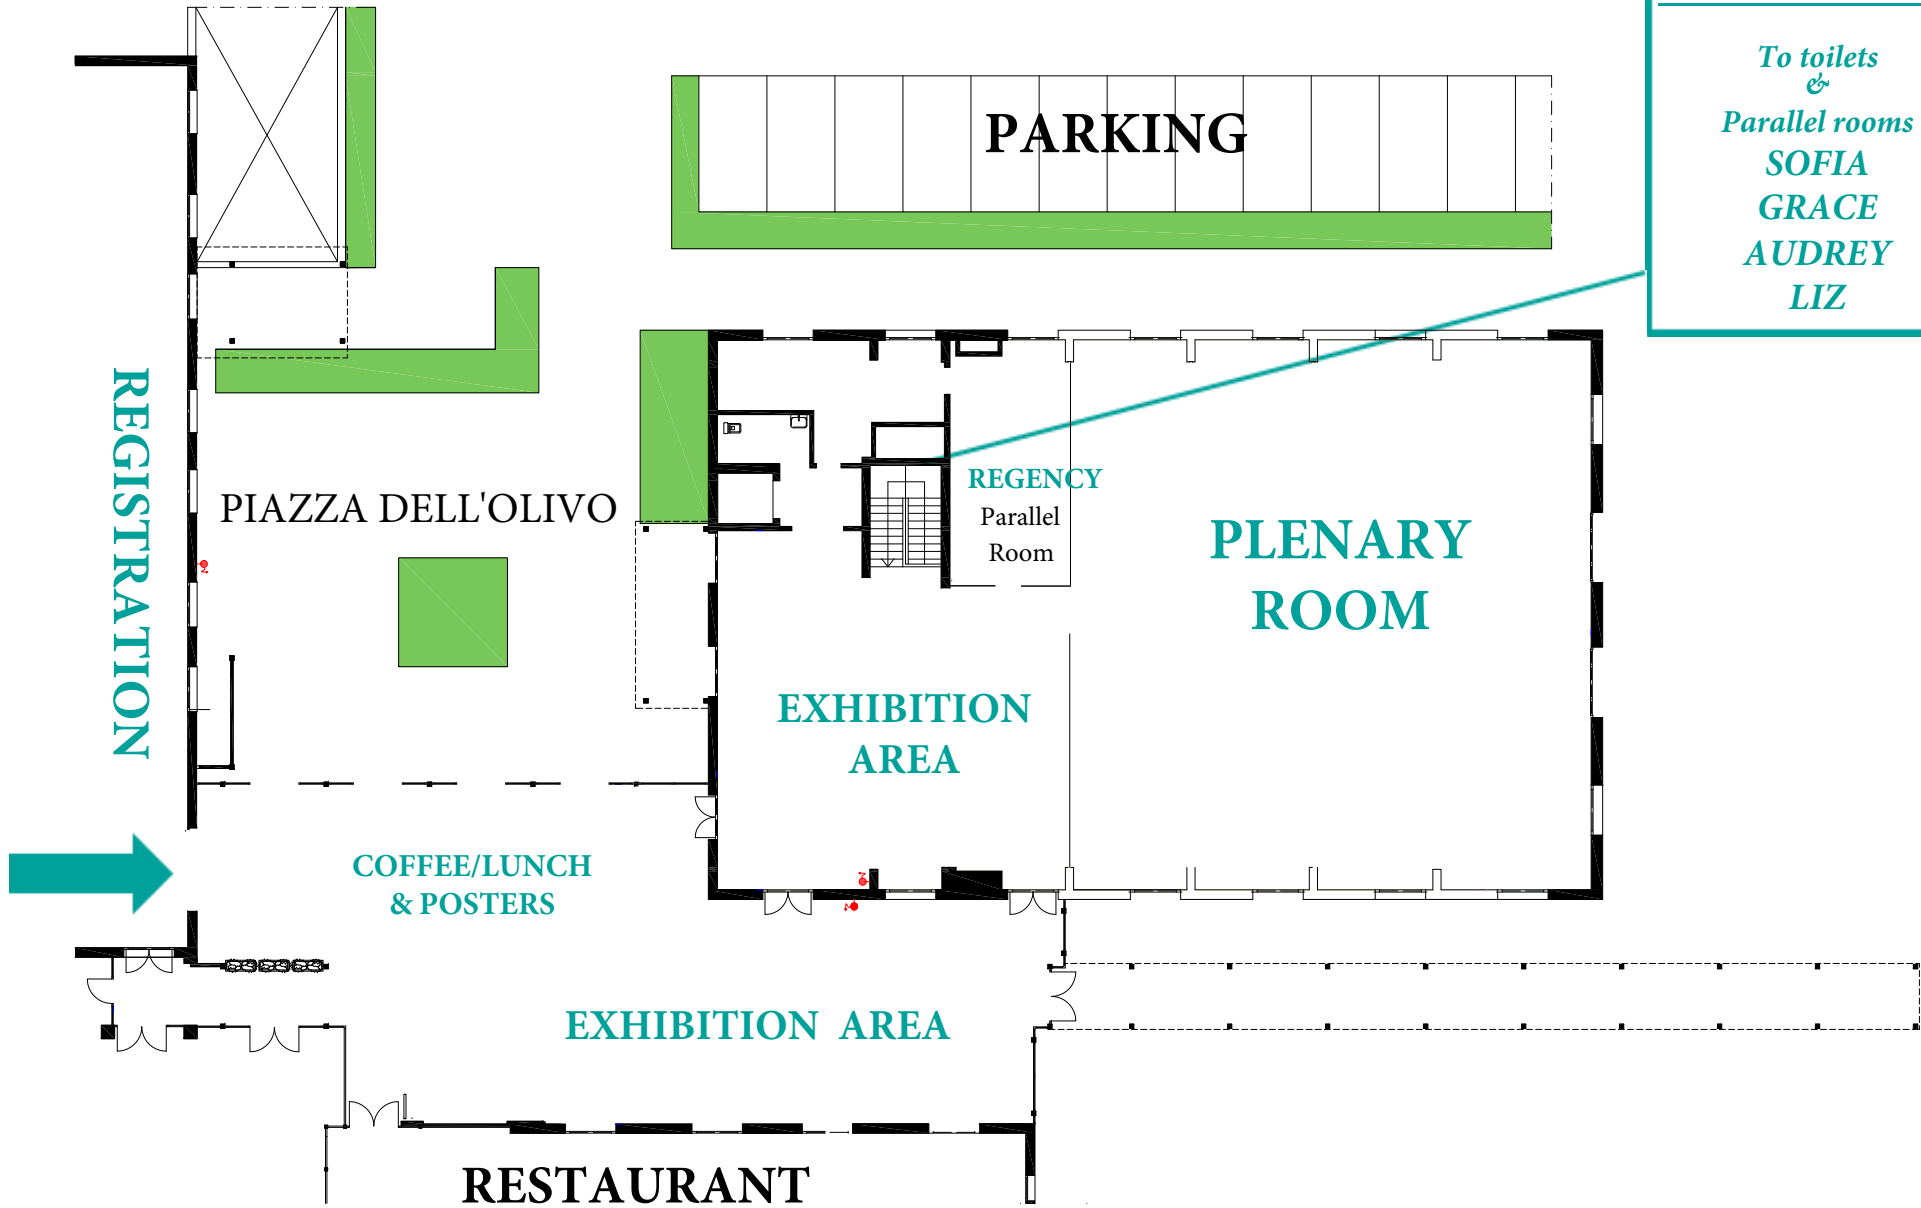 To toilets
&
Parallel rooms
SOFIA
GRACE
AUDREY
LIZ
PARKING
REGISTRATION
PIAZZA DELL'OLIVO
REGENCY
Parallel
Room
PLENARY
ROOM
EXHIBITION
AREA
COFFEE/LUNCH
& POSTERS
EXHIBITION AREA
RESTAURANT